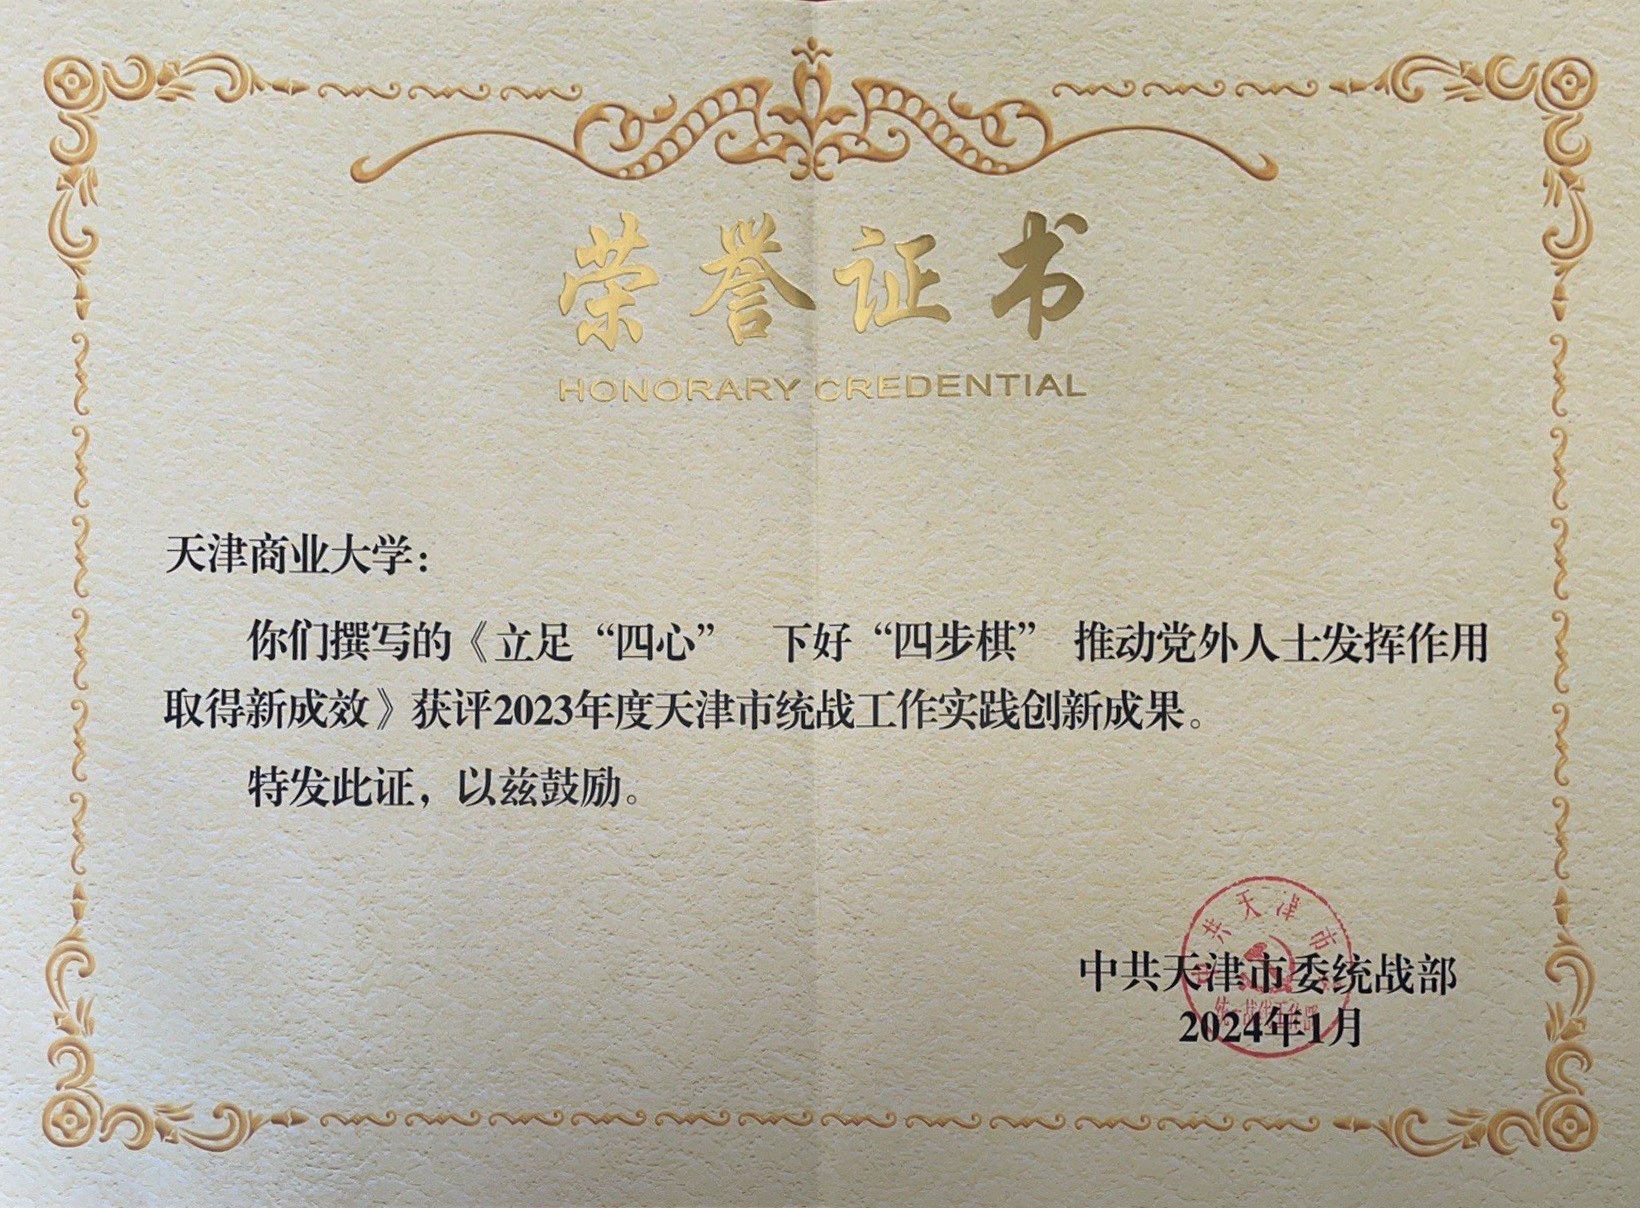 荣誉证书
HONORARY CREDENTIAL
天津商业大学：
你们撰写的《立足“四心” 下好“四步棋” 推动党外人士发挥作用
取得新成效》获评2023年度天津市统战工作实践创新成果。
特发此证，以兹鼓励。
中共天津市委统战部
2024年1月